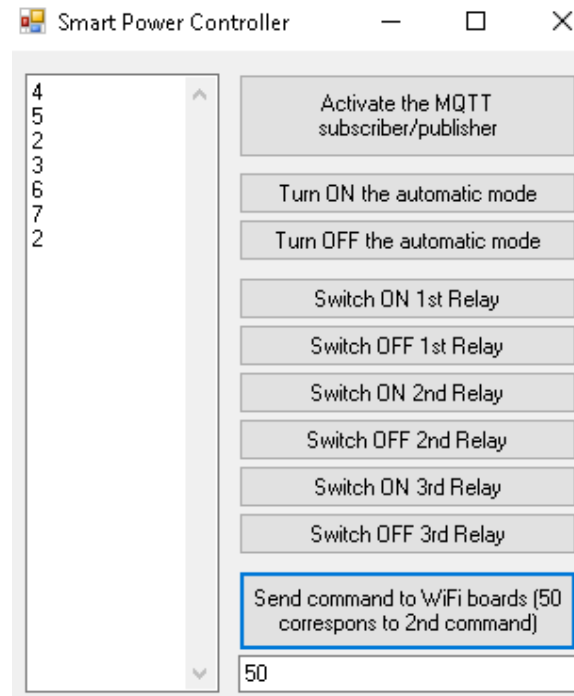 Smart Power Controller
4
5
2
3
6
7
2
Activate the MQTT
subscriber/publisher
Turn ON the automatic mode
Turn OFF the automatic mode
Switch ON 1st Relay
Switch OFF 1st Relay
Switch ON 2nd Relay
Switch OFF 2nd Relay
Switch ON 3rd Relay
Switch OFF 3rd Relay
Send command to WiFi boards (50
correspons to 2nd command)
50